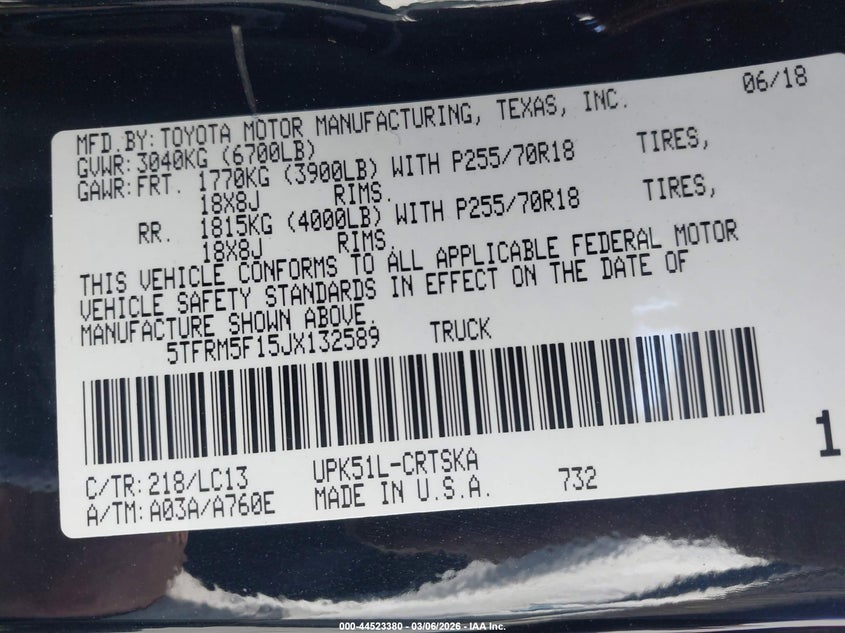 06/18
MFD.BY:TOYOTA MOTOR MANUFACTURING, TEXAS, INC.
GVWR:3040KG (6700LB)
GAWR:FRT. 1770KG (3900LB) WITH P255/70R18 TIRES,
18X8J RIMS.
RR. 1815KG (4000LB) WITH P255/70R18 TIRES,
18X8J RIMS.
THIS VEHICLE CONFORMS TO ALL APPLICABLE FEDERAL MOTOR
VEHICLE SAFETY STANDARDS IN EFFECT ON THE DATE OF
MANUFACTURE SHOWN ABOVE.
5TFRM5F15JX132589 TRUCK
1
C/TR:218/LC13 UPK51L-CRTSKA
A/TM:A03A/A760E MADE IN U.S.A. 732
000-44523380 - 03/06/2026 - IAA Inc.